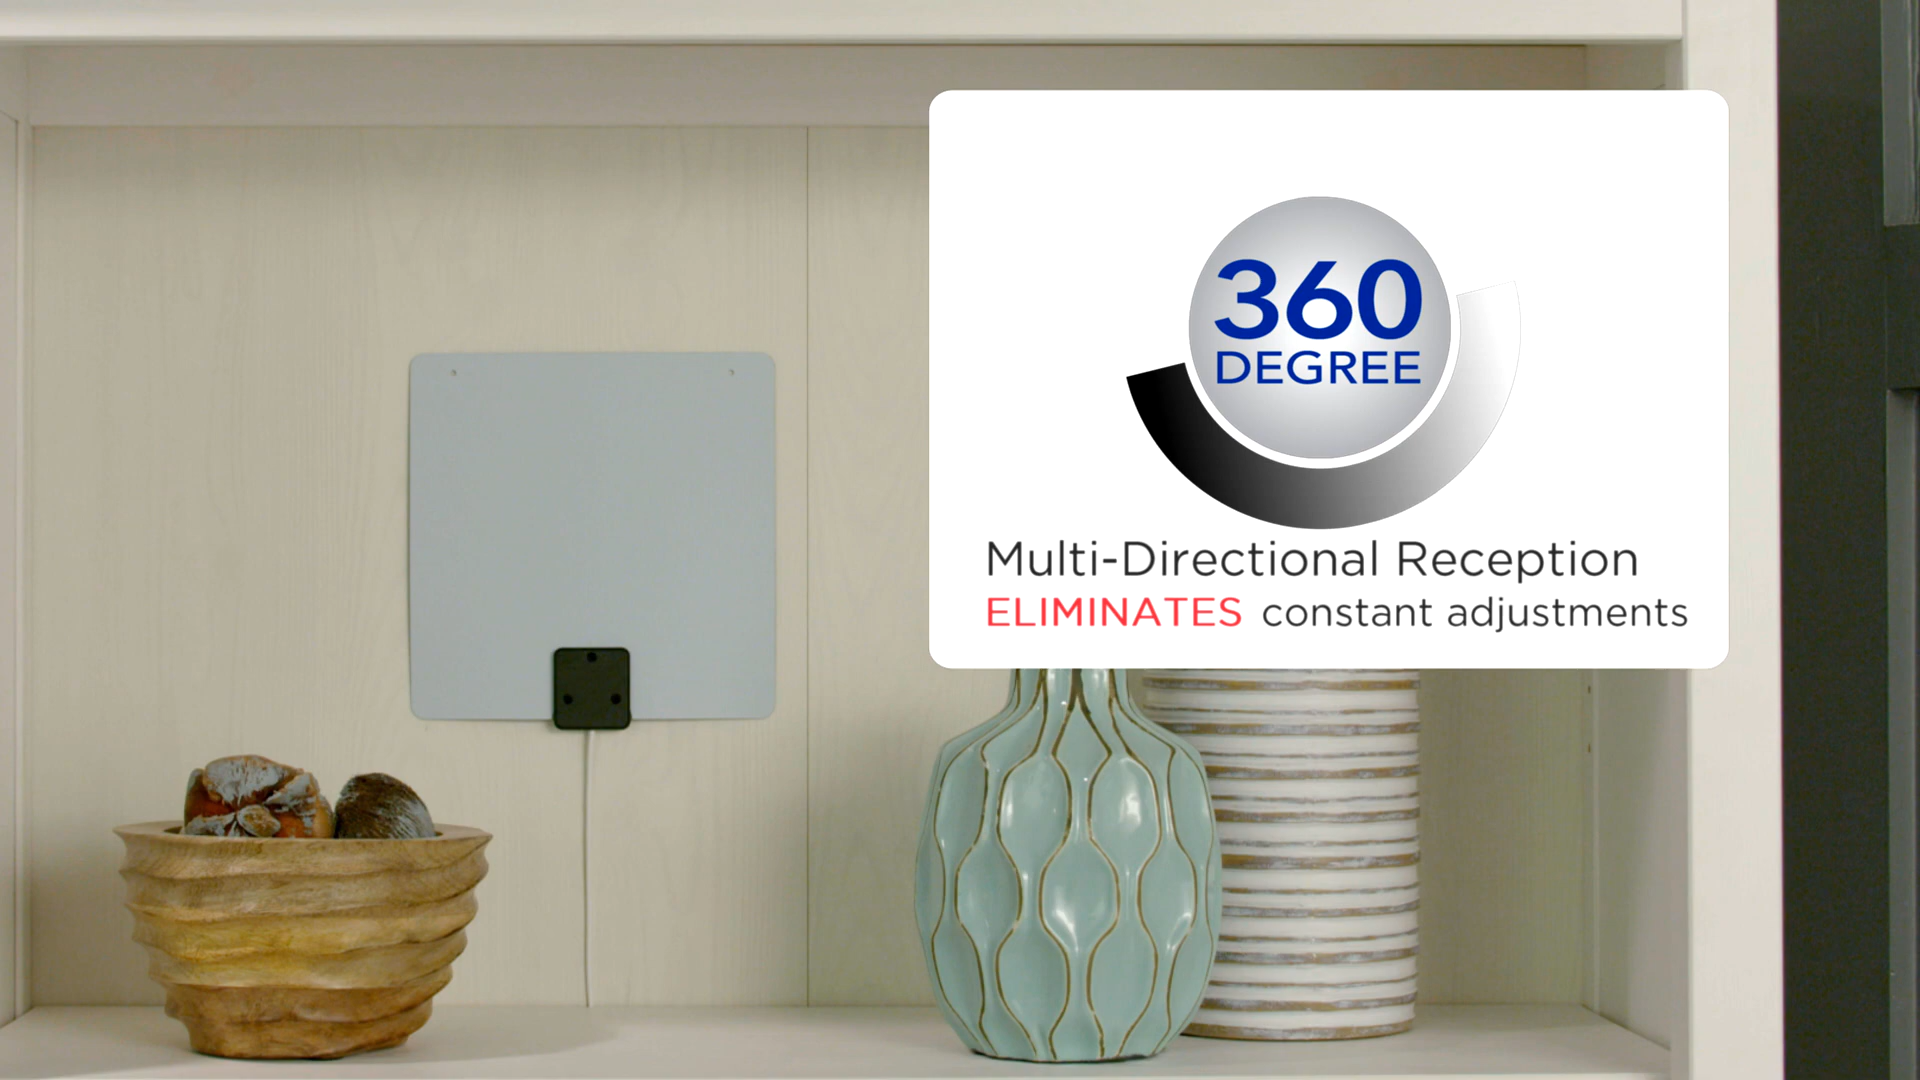 360
DEGREE
Multi-Directional Reception
ELIMINATES constant adjustments